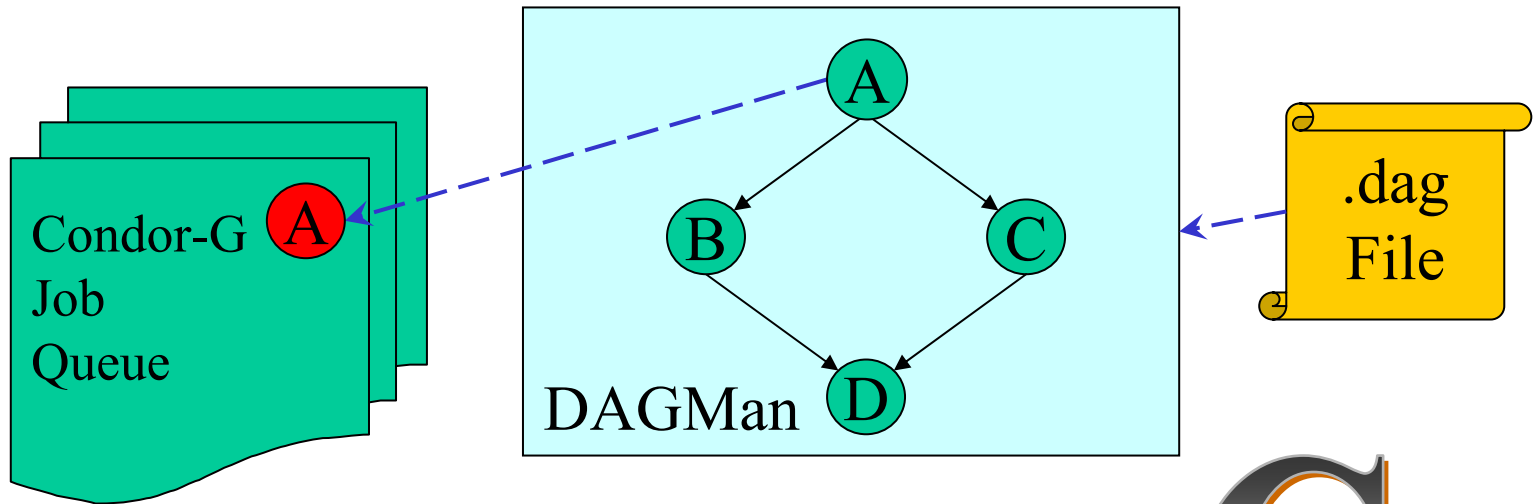 Condor-G
Job
Queue
A
A
B
C
D
DAGMan
.dag
File
C